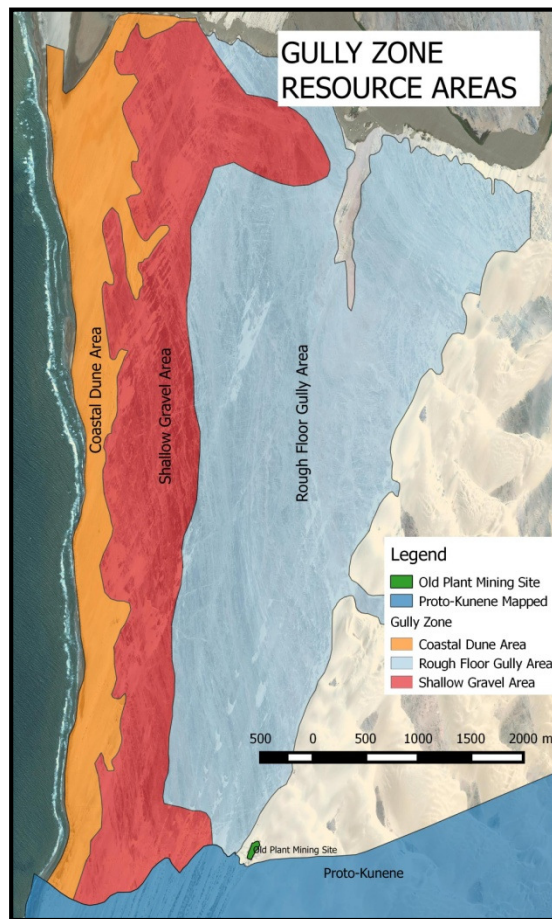 GULLY ZONE
RESOURCE AREAS
Coastal Dune Area
Shallow Gravel Area
Rough Floor Gully Area
Legend
Old Plant Mining Site
Proto-Kunene Mapped
Gully Zone
Coastal Dune Area
Rough Floor Gully Area
Shallow Gravel Area
500 0 500 1000 1500 2000 m
Old Plant Mining Site
Proto-Kunene